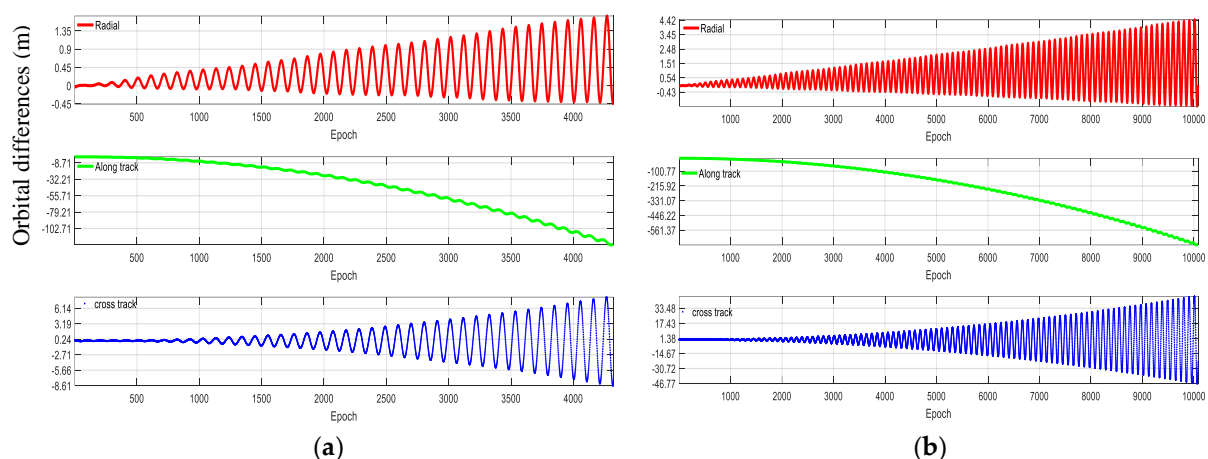 Orbital differences (m)
Radial
1.35
0.9
0.45
0
-0.45
500 1000 1500 2000 2500 3000 3500 4000
Epoch
Along track
-8.71
-32.21
-55.71
-79.21
-102.71
500 1000 1500 2000 2500 3000 3500 4000
Epoch
cross track
6.14
3.19
0.24
-2.71
-5.66
-8.61
500 1000 1500 2000 2500 3000 3500 4000
Epoch
(a)
Radial
4.42
3.45
2.48
1.51
0.54
-0.43
1000 2000 3000 4000 5000 6000 7000 8000 9000 10000
Epoch
Along track
-100.77
-215.92
-331.07
-446.22
-561.37
1000 2000 3000 4000 5000 6000 7000 8000 9000 10000
Epoch
cross track
33.48
17.43
1.38
-14.67
-30.72
-46.77
1000 2000 3000 4000 5000 6000 7000 8000 9000 10000
Epoch
(b)